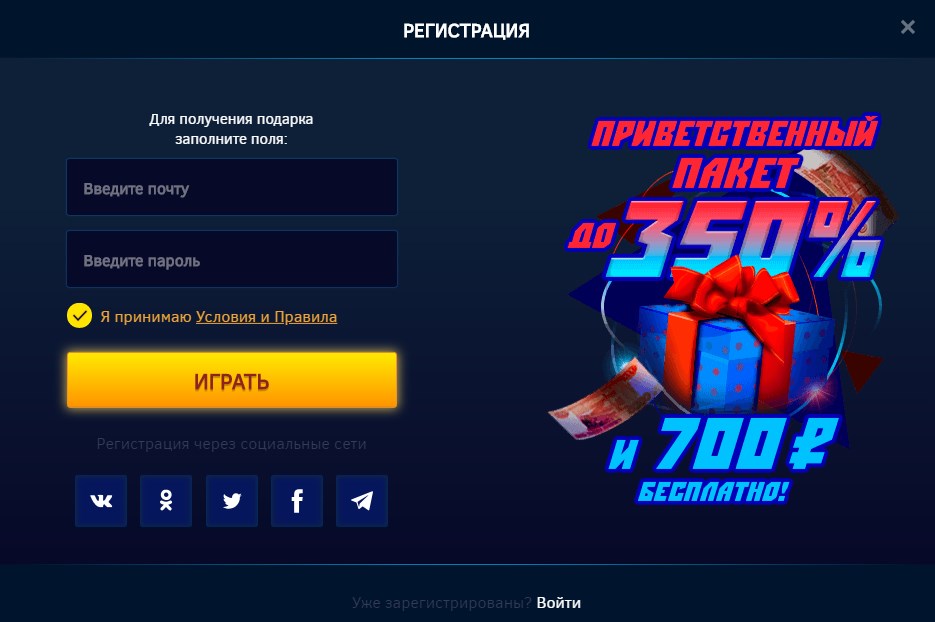 РЕГИСТРАЦИЯ
Для получения подарка
заполните поля:
Введите почту
Введите пароль
Я принимаю Условия и Правила
ИГРАТЬ
Регистрация через социальные сети
ПРИВЕТСТВЕННЫЙ
ПАКЕТ
ДО 350%
И 700 ₽
БЕСПЛАТНО!
Уже зарегистрированы? Войти